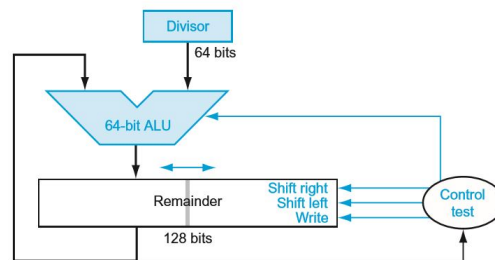 Divisor
64 bits
64-bit ALU
Remainder
Shift right
Shift left
Write
Control
test
128 bits